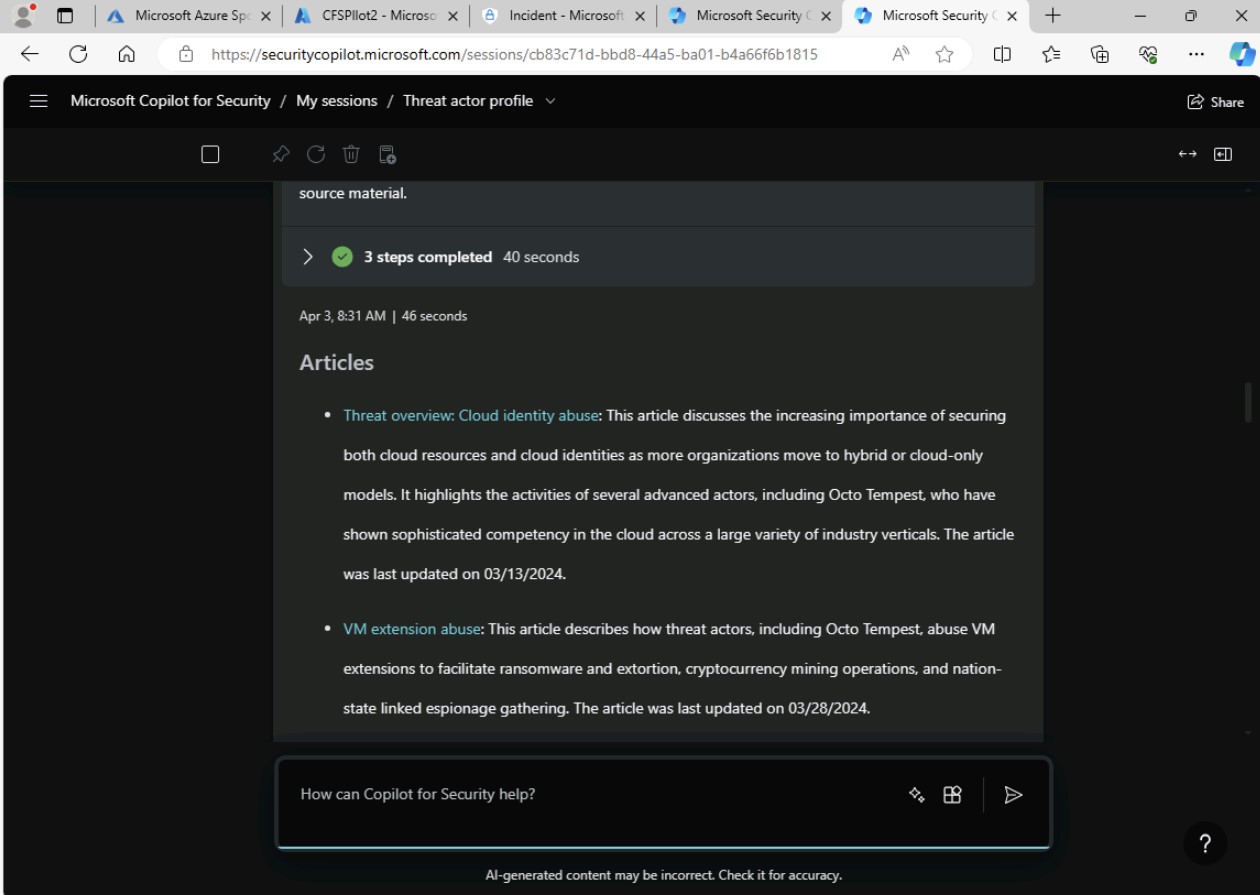 Microsoft Azure Spo
CFSPIlot2 - Microso
Incident - Microsoft
Microsoft Security C
Microsoft Security C
https://securitycopilot.microsoft.com/sessions/cb83c71d-bbd8-44a5-ba01-b4a66f6b1815
Microsoft Copilot for Security / My sessions / Threat actor profile
Share
source material.
3 steps completed 40 seconds
Apr 3, 8:31 AM | 46 seconds
Articles
• Threat overview: Cloud identity abuse: This article discusses the increasing importance of securing
both cloud resources and cloud identities as more organizations move to hybrid or cloud-only
models. It highlights the activities of several advanced actors, including Octo Tempest, who have
shown sophisticated competency in the cloud across a large variety of industry verticals. The article
was last updated on 03/13/2024.
• VM extension abuse: This article describes how threat actors, including Octo Tempest, abuse VM
extensions to facilitate ransomware and extortion, cryptocurrency mining operations, and nation-
state linked espionage gathering. The article was last updated on 03/28/2024.
How can Copilot for Security help?
?
AI-generated content may be incorrect. Check it for accuracy.